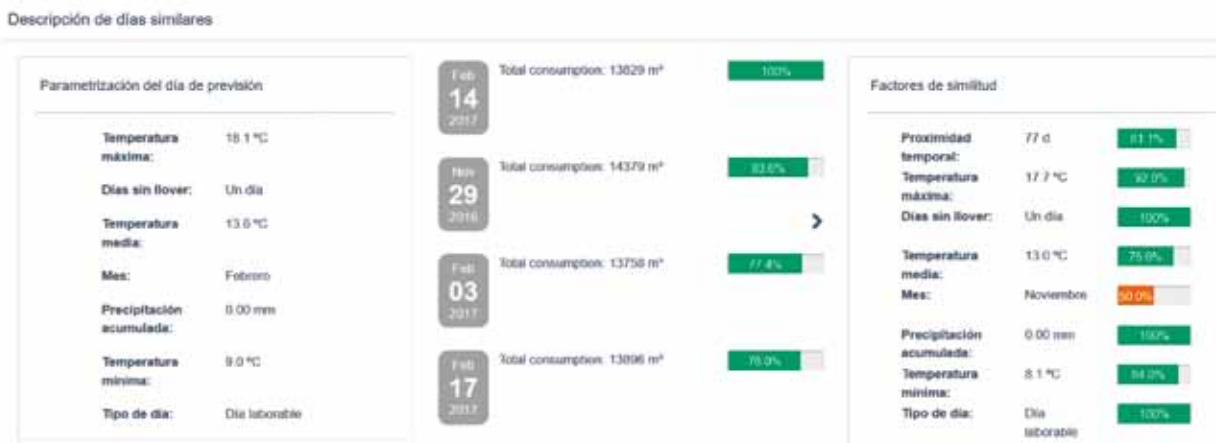 Descripción de días similares
Parametrización del día de previsión
Temperatura máxima: 18.1 ºC
Días sin llover: Un día
Temperatura media: 13.6 ºC
Mes: Febrero
Precipitación acumulada: 0.00 mm
Temperatura mínima: 9.0 ºC
Tipo de día: Día laborable
Feb 14 2017
Total consumption: 13829 m³
100%
Nov 29 2016
Total consumption: 14379 m³
83.6%
Feb 03 2017
Total consumption: 13758 m³
77.4%
Feb 17 2017
Total consumption: 13896 m³
Factores de similitud
Proximidad temporal: 77 d 81.1%
Temperatura máxima: 17.7 ºC 92.0%
Días sin llover: Un día 100%
Temperatura media: 13.0 ºC
Mes: Noviembre 50.0%
Precipitación acumulada: 0.00 mm 100%
Temperatura mínima: 8.1 ºC 84.0%
Tipo de día: Día laborable 100%